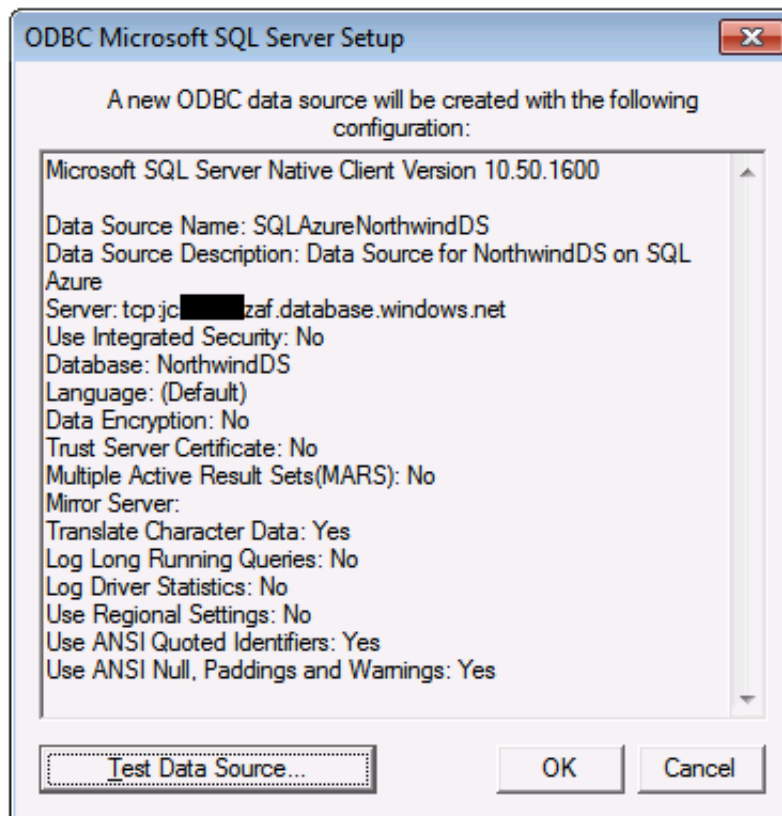 ODBC Microsoft SQL Server Setup
A new ODBC data source will be created with the following
configuration:
Microsoft SQL Server Native Client Version 10.50.1600
Data Source Name: SQLAzureNorthwindDS
Data Source Description: Data Source for NorthwindDS on SQL
Azure
Server: tcp:jc zaf.database.windows.net
Use Integrated Security: No
Database: NorthwindDS
Language: (Default)
Data Encryption: No
Trust Server Certificate: No
Multiple Active Result Sets(MARS): No
Mirror Server:
Translate Character Data: Yes
Log Long Running Queries: No
Log Driver Statistics: No
Use Regional Settings: No
Use ANSI Quoted Identifiers: Yes
Use ANSI Null, Paddings and Warnings: Yes
Test Data Source...
OK
Cancel